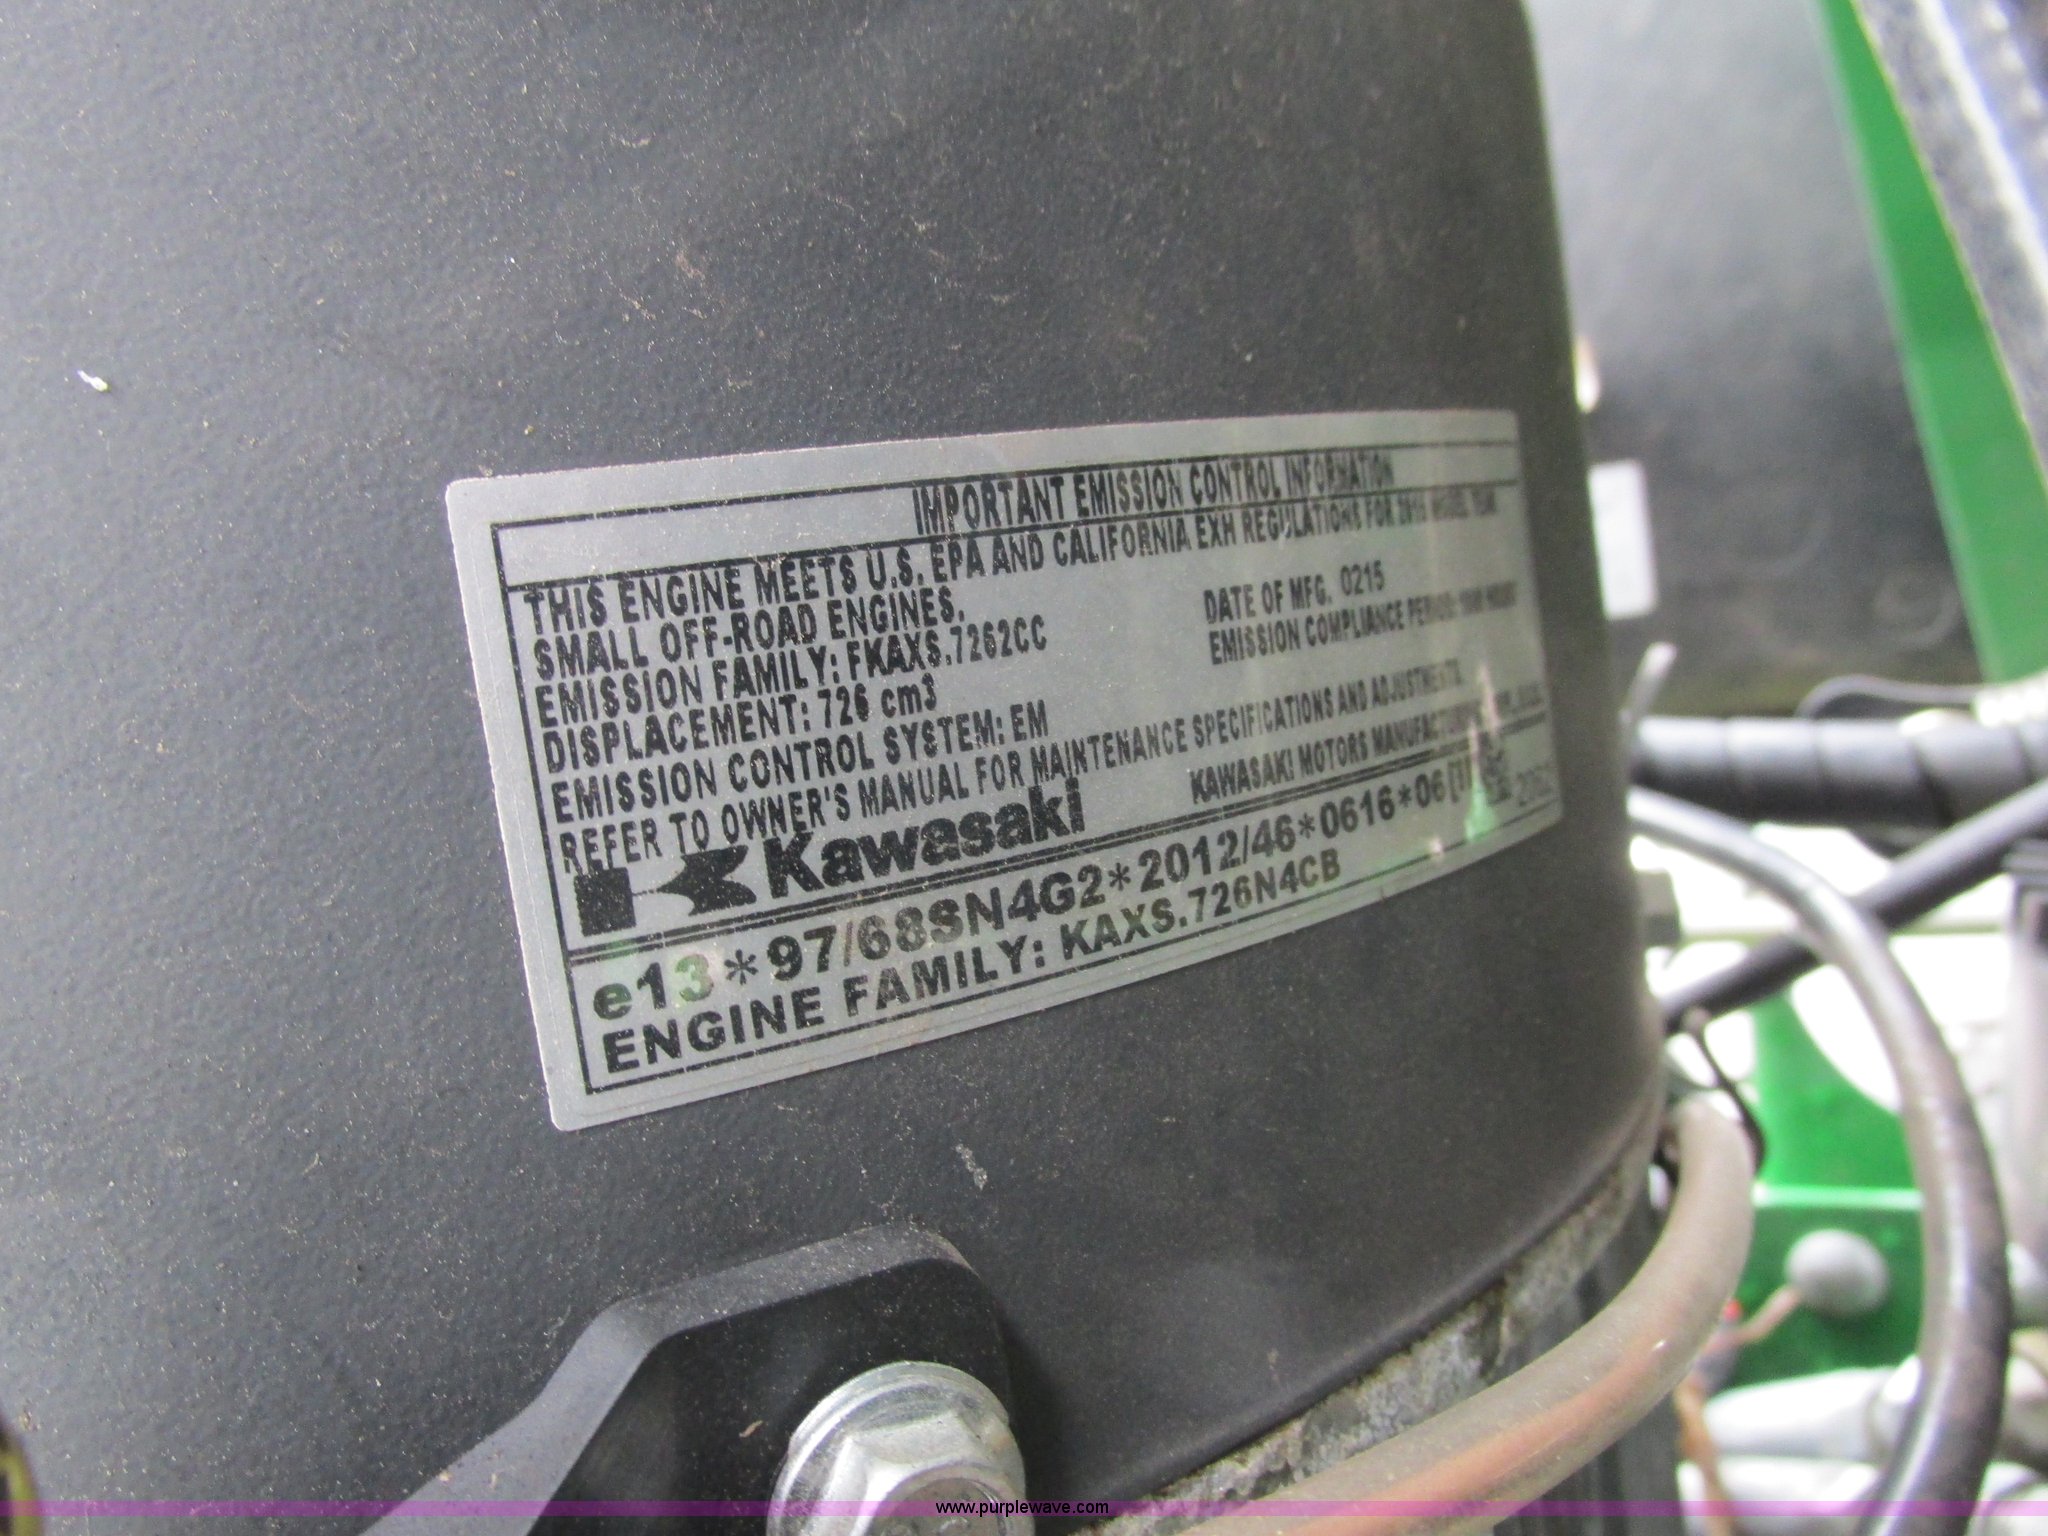 IMPORTANT EMISSION CONTROL INFORMATION
THIS ENGINE MEETS U.S. EPA AND CALIFORNIA EXH REGULATIONS FOR MODEL YEAR
SMALL OFF-ROAD ENGINES.
EMISSION FAMILY: FKAXS.7262CC DATE OF MFG. 0215
DISPLACEMENT: 726 cm3 EMISSION COMPLIANCE PERIOD:
EMISSION CONTROL SYSTEM: EM
REFER TO OWNER'S MANUAL FOR MAINTENANCE SPECIFICATIONS AND ADJUSTMENTS
Kawasaki KAWASAKI MOTORS MANUFACTURING
e13*97/68SN4G2*2012/46*0616*06
ENGINE FAMILY: KAXS.726N4CB
www.purplewave.com